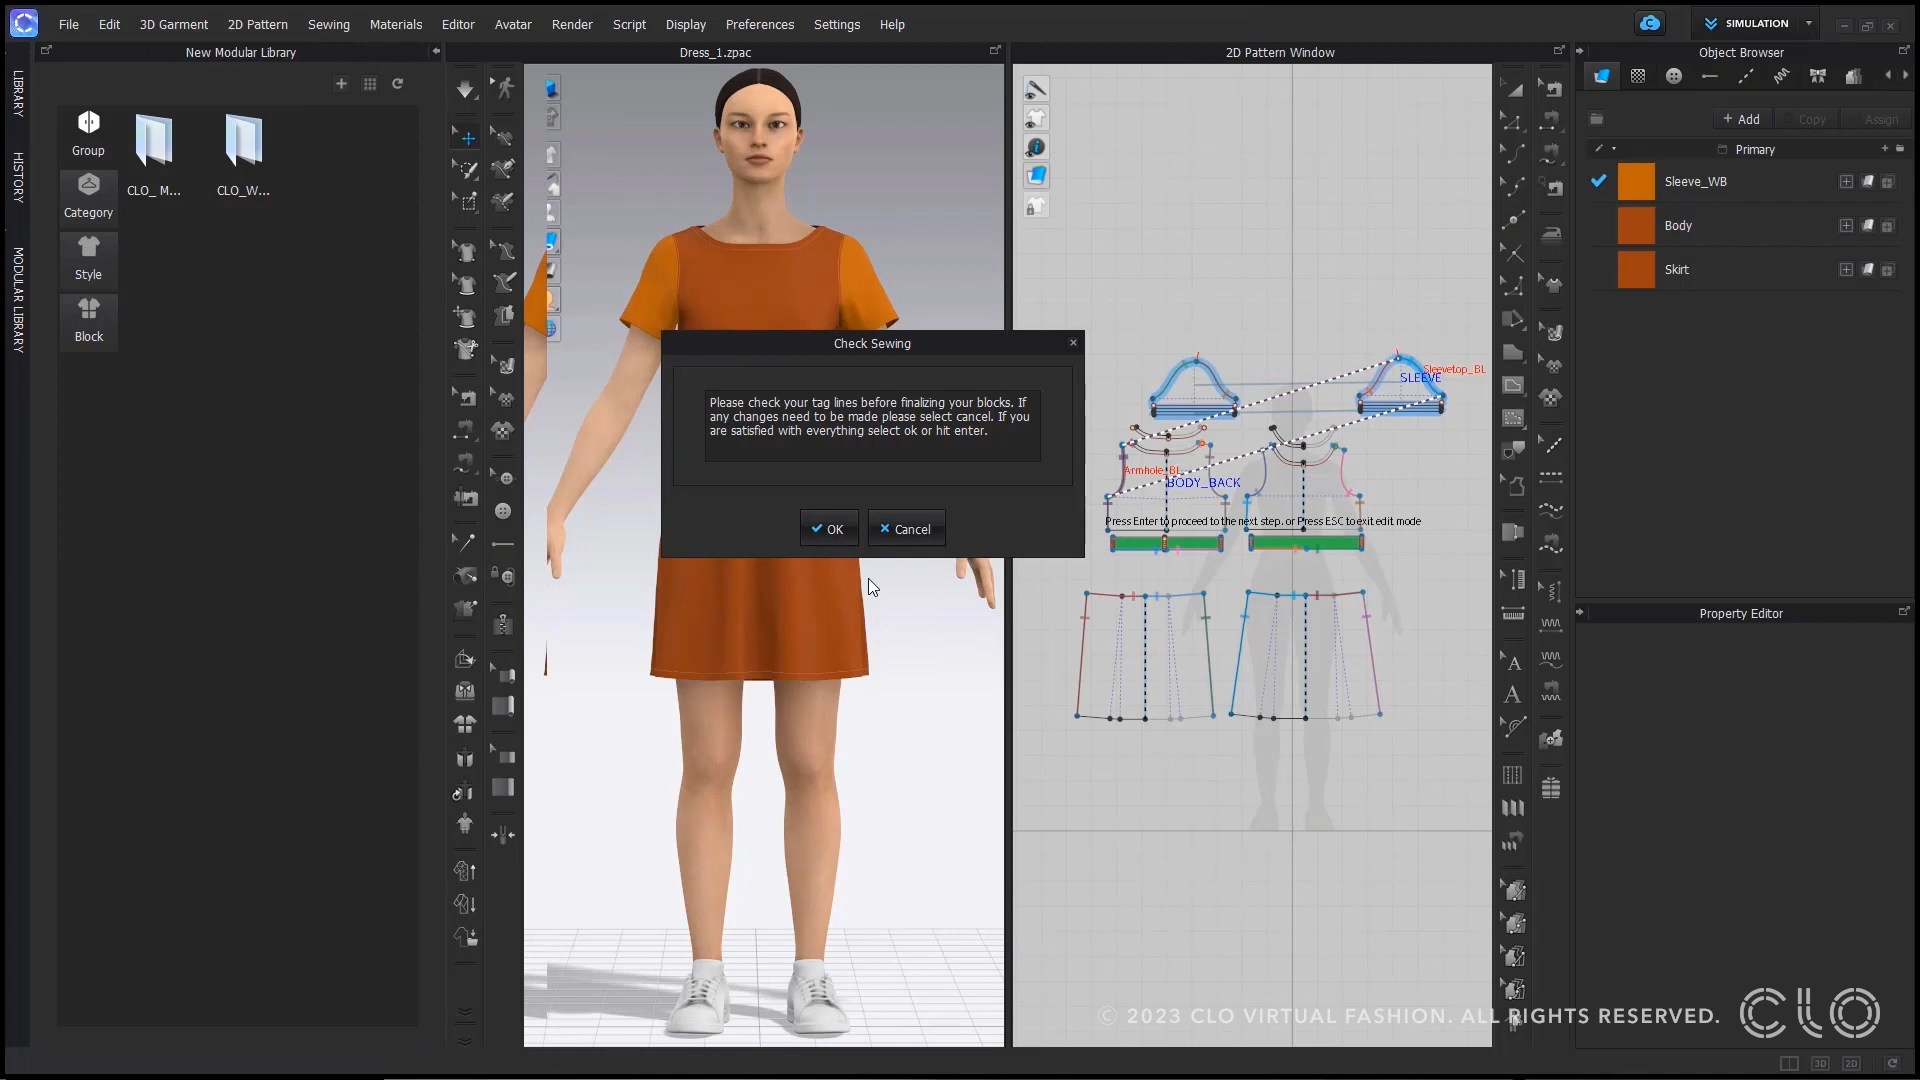 File Edit 3D Garment 2D Pattern Sewing Materials Editor Avatar Render Script Display Preferences Settings Help
SIMULATION
New Modular Library
Dress_1.zpac
2D Pattern Window
Object Browser
LIBRARY
HISTORY
MODULAR LIBRARY
Group
CLO_ M...
CLO_W...
Category
Style
Block
+ Add
Copy
Assign
Primary
Sleeve_WB
Body
Skirt
Property Editor
Check Sewing
Please check your tag lines before finalizing your blocks. If
any changes need to be made please select cancel. If you
are satisfied with everything select ok or hit enter.
OK
Cancel
Sleevetop_BL
SLEEVE
Armhole_BL
BODY_BACK
Press Enter to proceed to the next step. or Press ESC to exit edit mode
© 2023 CLO VIRTUAL FASHION. ALL RIGHTS RESERVED.
CLO
3D
2D